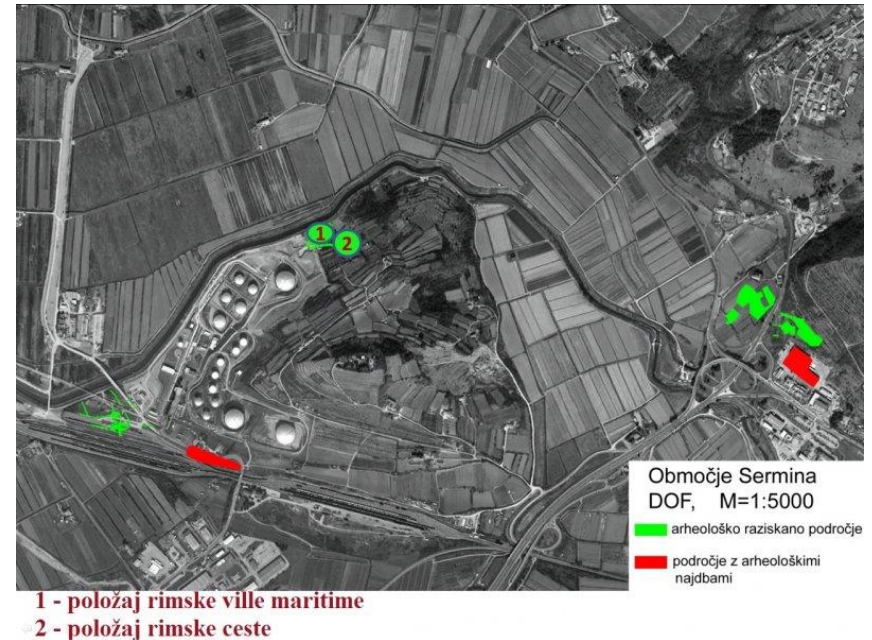 1
2
Območje Sermina
DOF, M=1:5000
arheološko raziskano področje
področje z arheološkimi
najdbami
1 - položaj rimske ville maritime
2 - položaj rimske ceste